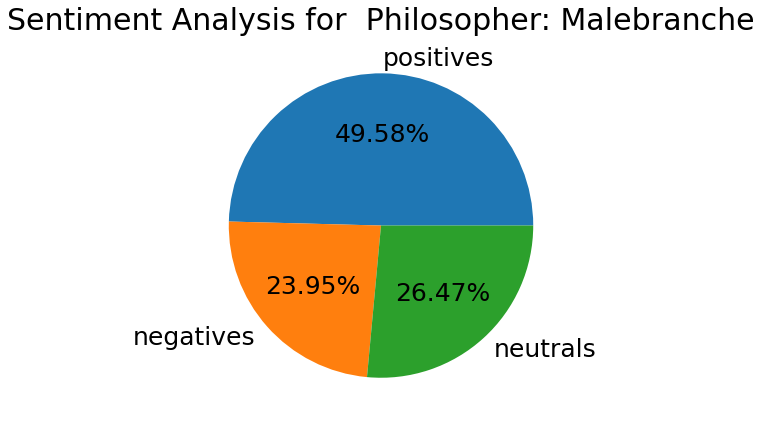 Sentiment Analysis for  Philosopher: Malebranche
positives
49.58%
23.95%
26.47%
negatives
neutrals